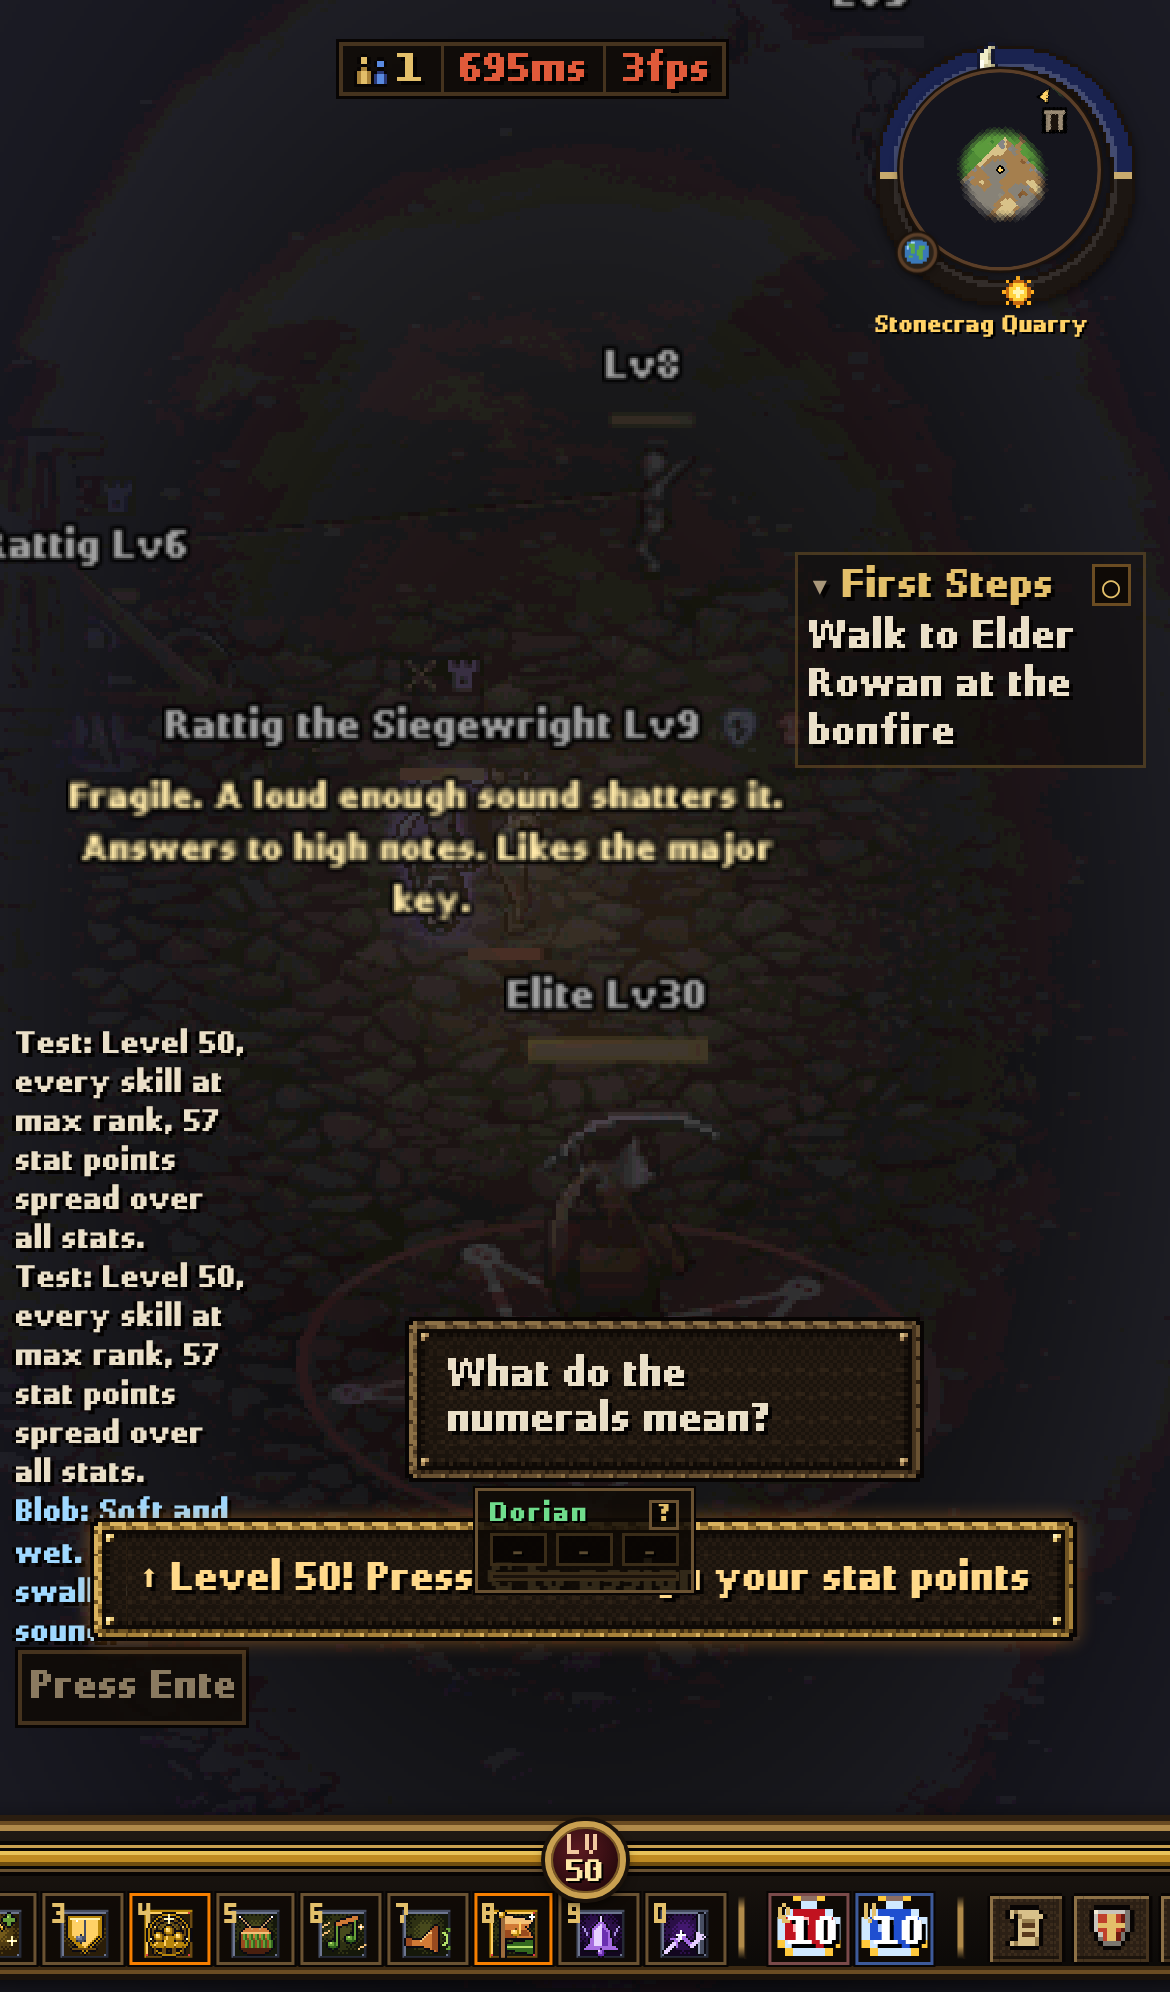 1 695ms 3fps
Stonecrag Quarry
Lv8
Rattig Lv6
▼ First Steps
Walk to Elder
Rowan at the
bonfire
Rattig the Siegewright Lv9
Fragile. A loud enough sound shatters it.
Answers to high notes. Likes the major
key.
Elite Lv30
Test: Level 50,
every skill at
max rank, 57
stat points
spread over
all stats.
Test: Level 50,
every skill at
max rank, 57
stat points
spread over
all stats.
What do the
numerals mean?
Blob: Soft and
wet.
Dorian ?
- - -
↑ Level 50! Press your stat points
Press Ente
LV
50
3 4 5 6 7 8 9 0 10 10